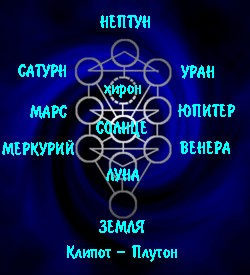 НЕПТУН
САТУРН УРАН
хирон
МАРС ЮПИТЕР
СОЛНЦЕ
МЕРКУРИЙ ВЕНЕРА
ЛУНА
ЗЕМЛЯ
Клипот – Плутон